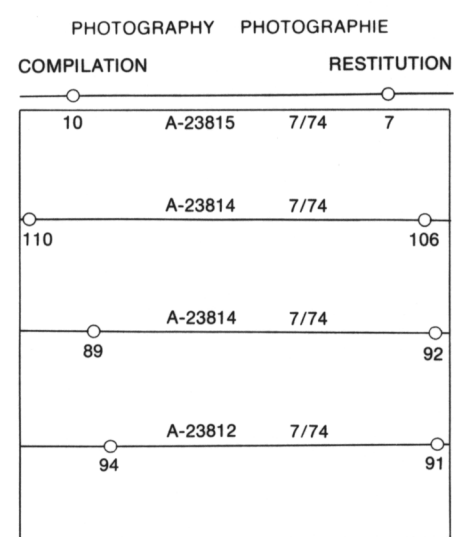 PHOTOGRAPHY PHOTOGRAPHIE
COMPILATION RESTITUTION
10 A-23815 7/74 7
A-23814 7/74
110 106
A-23814 7/74
89 92
A-23812 7/74
94 91